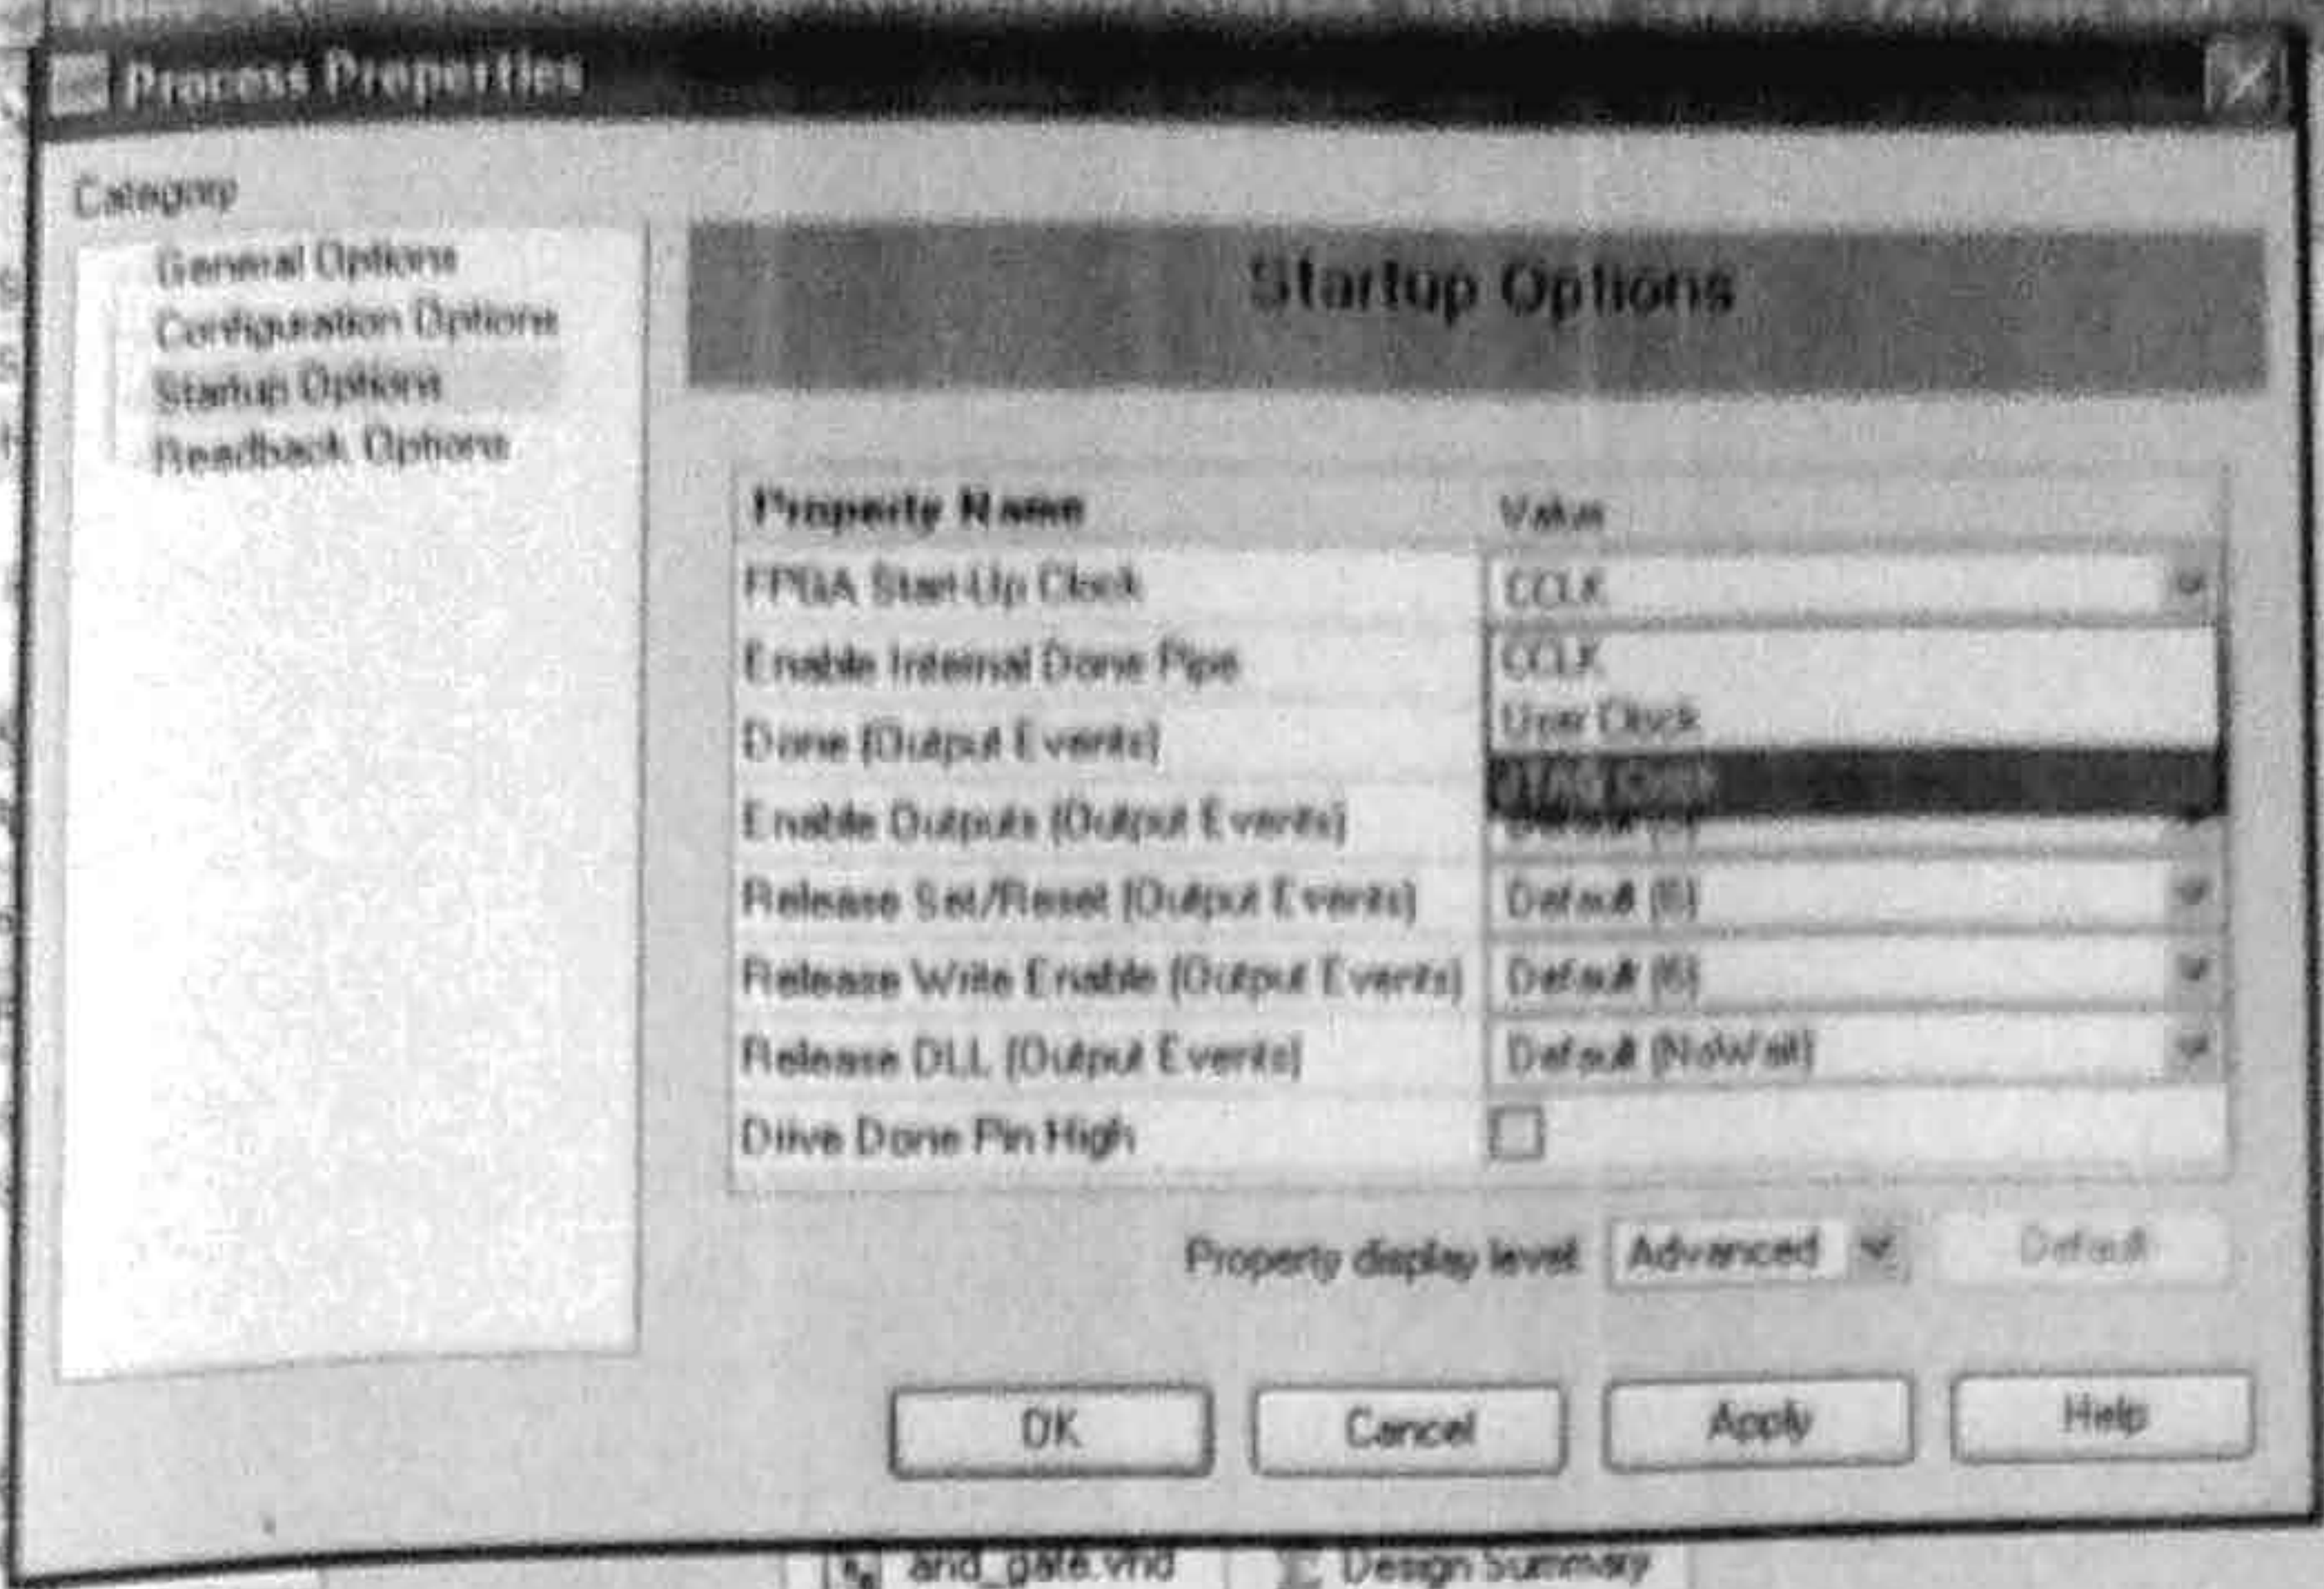 Process Properties
Category
General Options
Configuration Options
Startup Options
Readback Options
Startup Options
Property Name Value
FPGA Start-Up Clock CCLK
Enable Internal Done Pipe CCLK
User Clock
Done (Output Events) JTAG Clock
Enable Outputs (Output Events) Default
Release Set/Reset (Output Events) Default (6)
Release Write Enable (Output Events) Default (6)
Release DLL (Output Events) Default (NoWait)
Drive Done Pin High
Property display level: Advanced Default
OK Cancel Apply Help
and_gate.vhd Design Summary